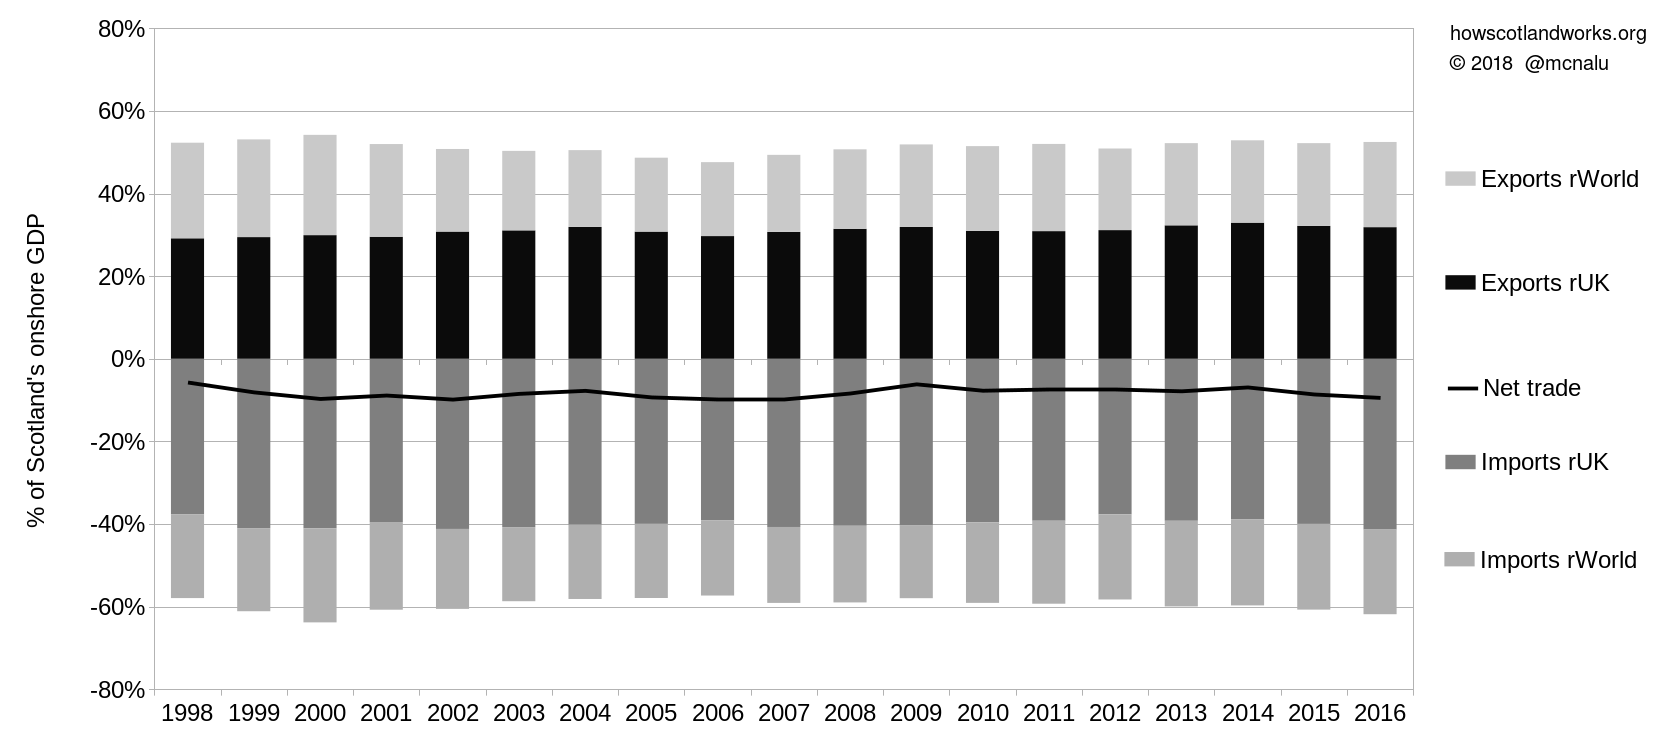 howscotlandworks.org
© 2018 @mcnalu
80%
60%
40%
20%
0%
-20%
-40%
-60%
-80%
% of Scotland's onshore GDP
Exports rWorld
Exports rUK
Net trade
Imports rUK
Imports rWorld
1998 1999 2000 2001 2002 2003 2004 2005 2006 2007 2008 2009 2010 2011 2012 2013 2014 2015 2016